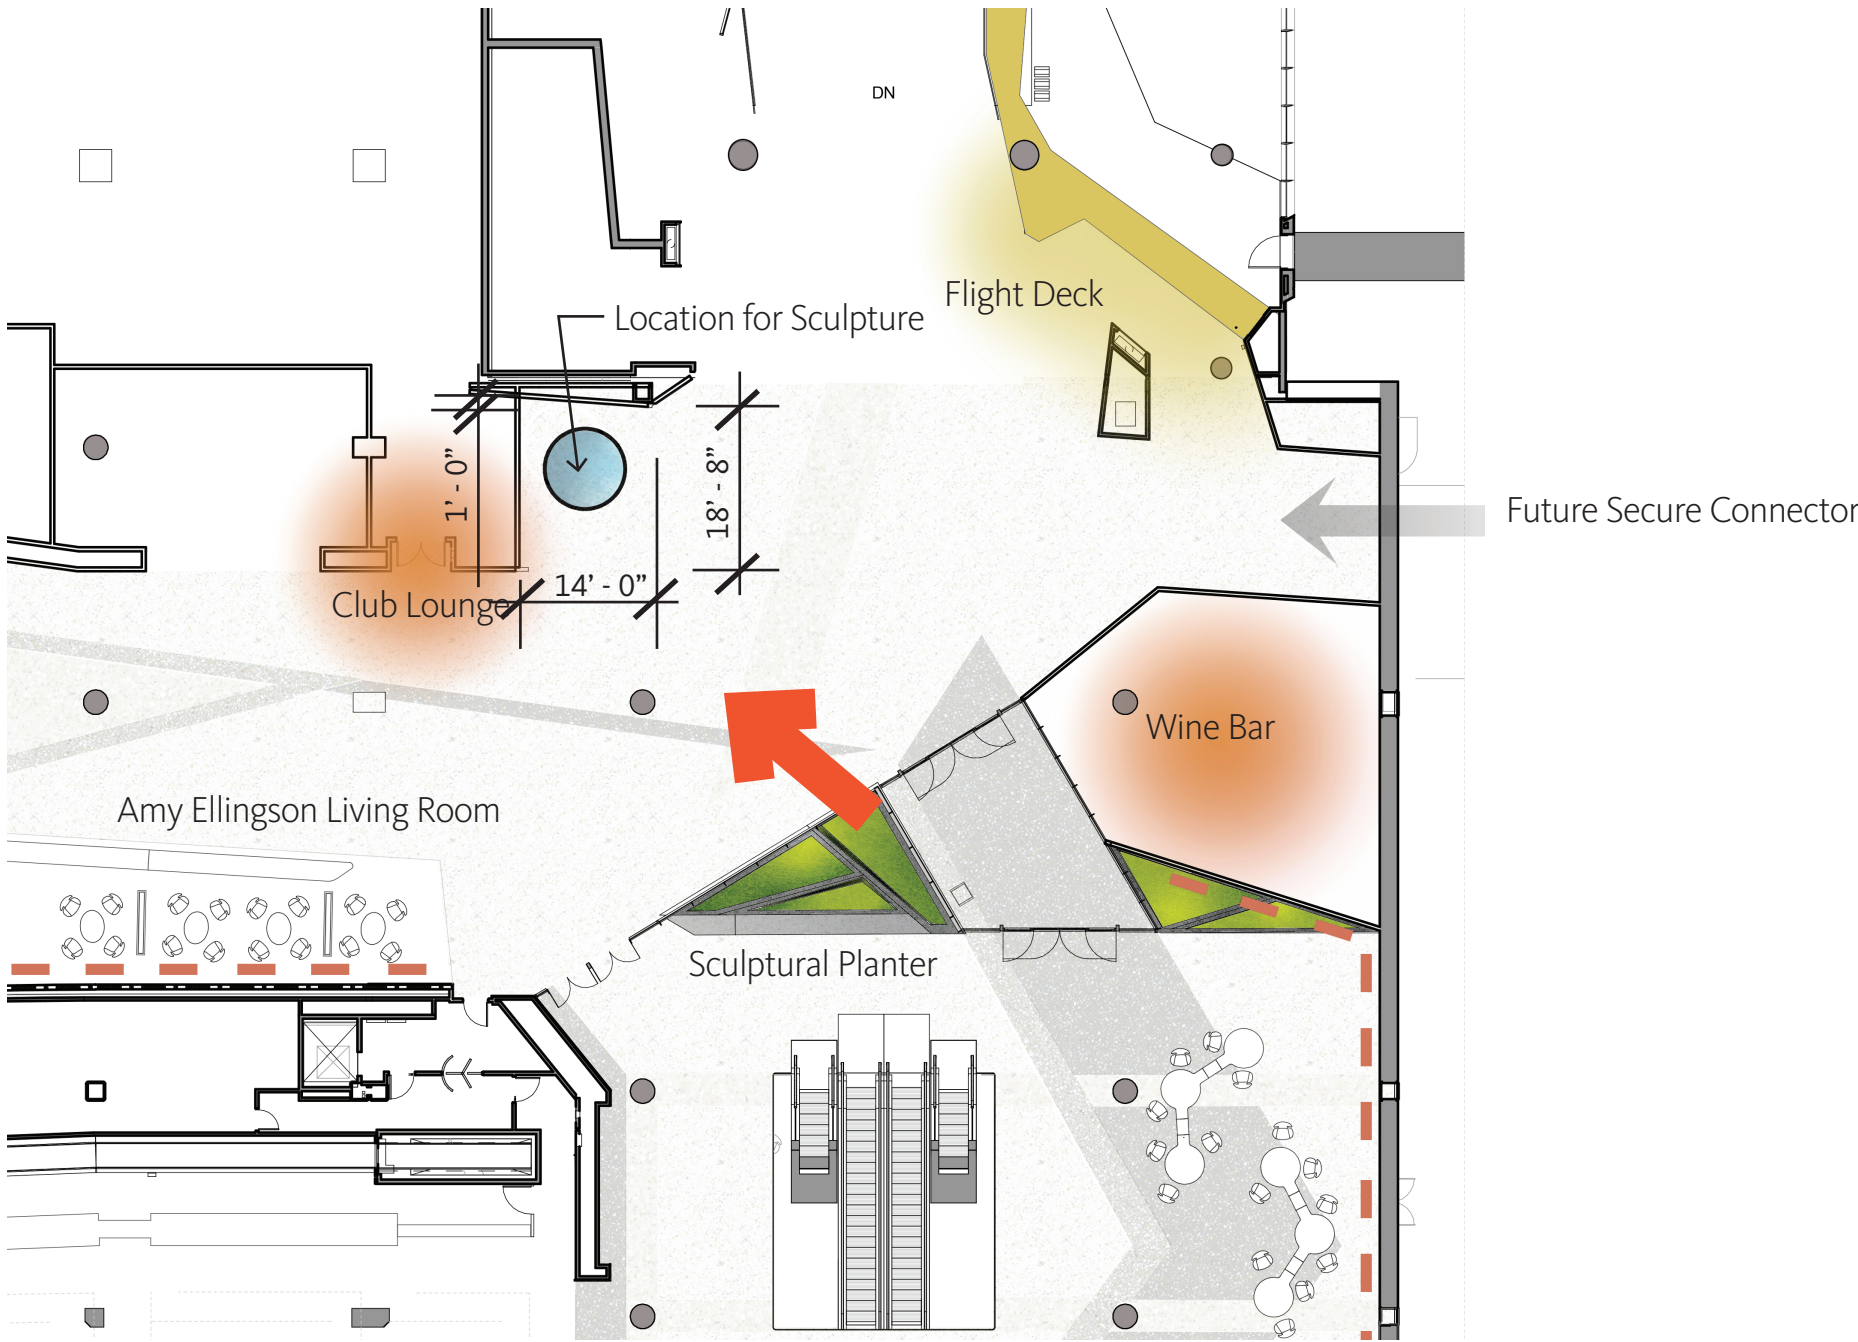 DN
Flight Deck
Location for Sculpture
1’ - 0”
18’ - 8”
Future Secure Connector
14’ - 0”
Club Lounge
Wine Bar
Amy Ellingson Living Room
Sculptural Planter